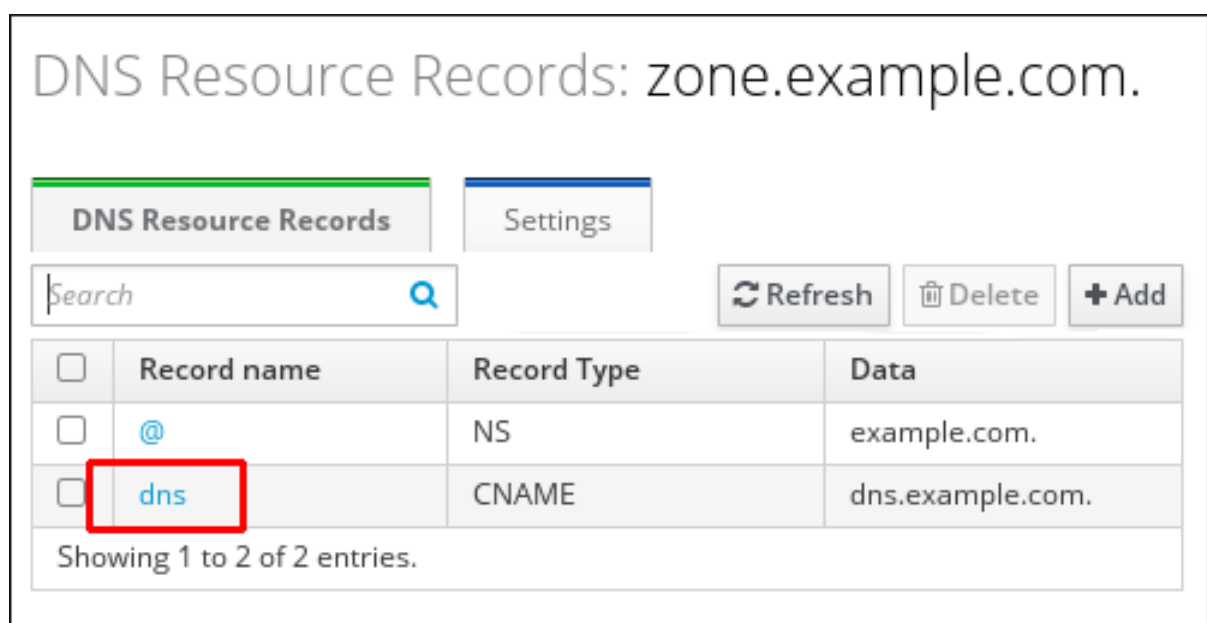 DNS Resource Records: zone.example.com.
DNS Resource Records Settings
Search Refresh Delete Add
Record name Record Type Data
@ NS example.com.
dns CNAME dns.example.com.
Showing 1 to 2 of 2 entries.